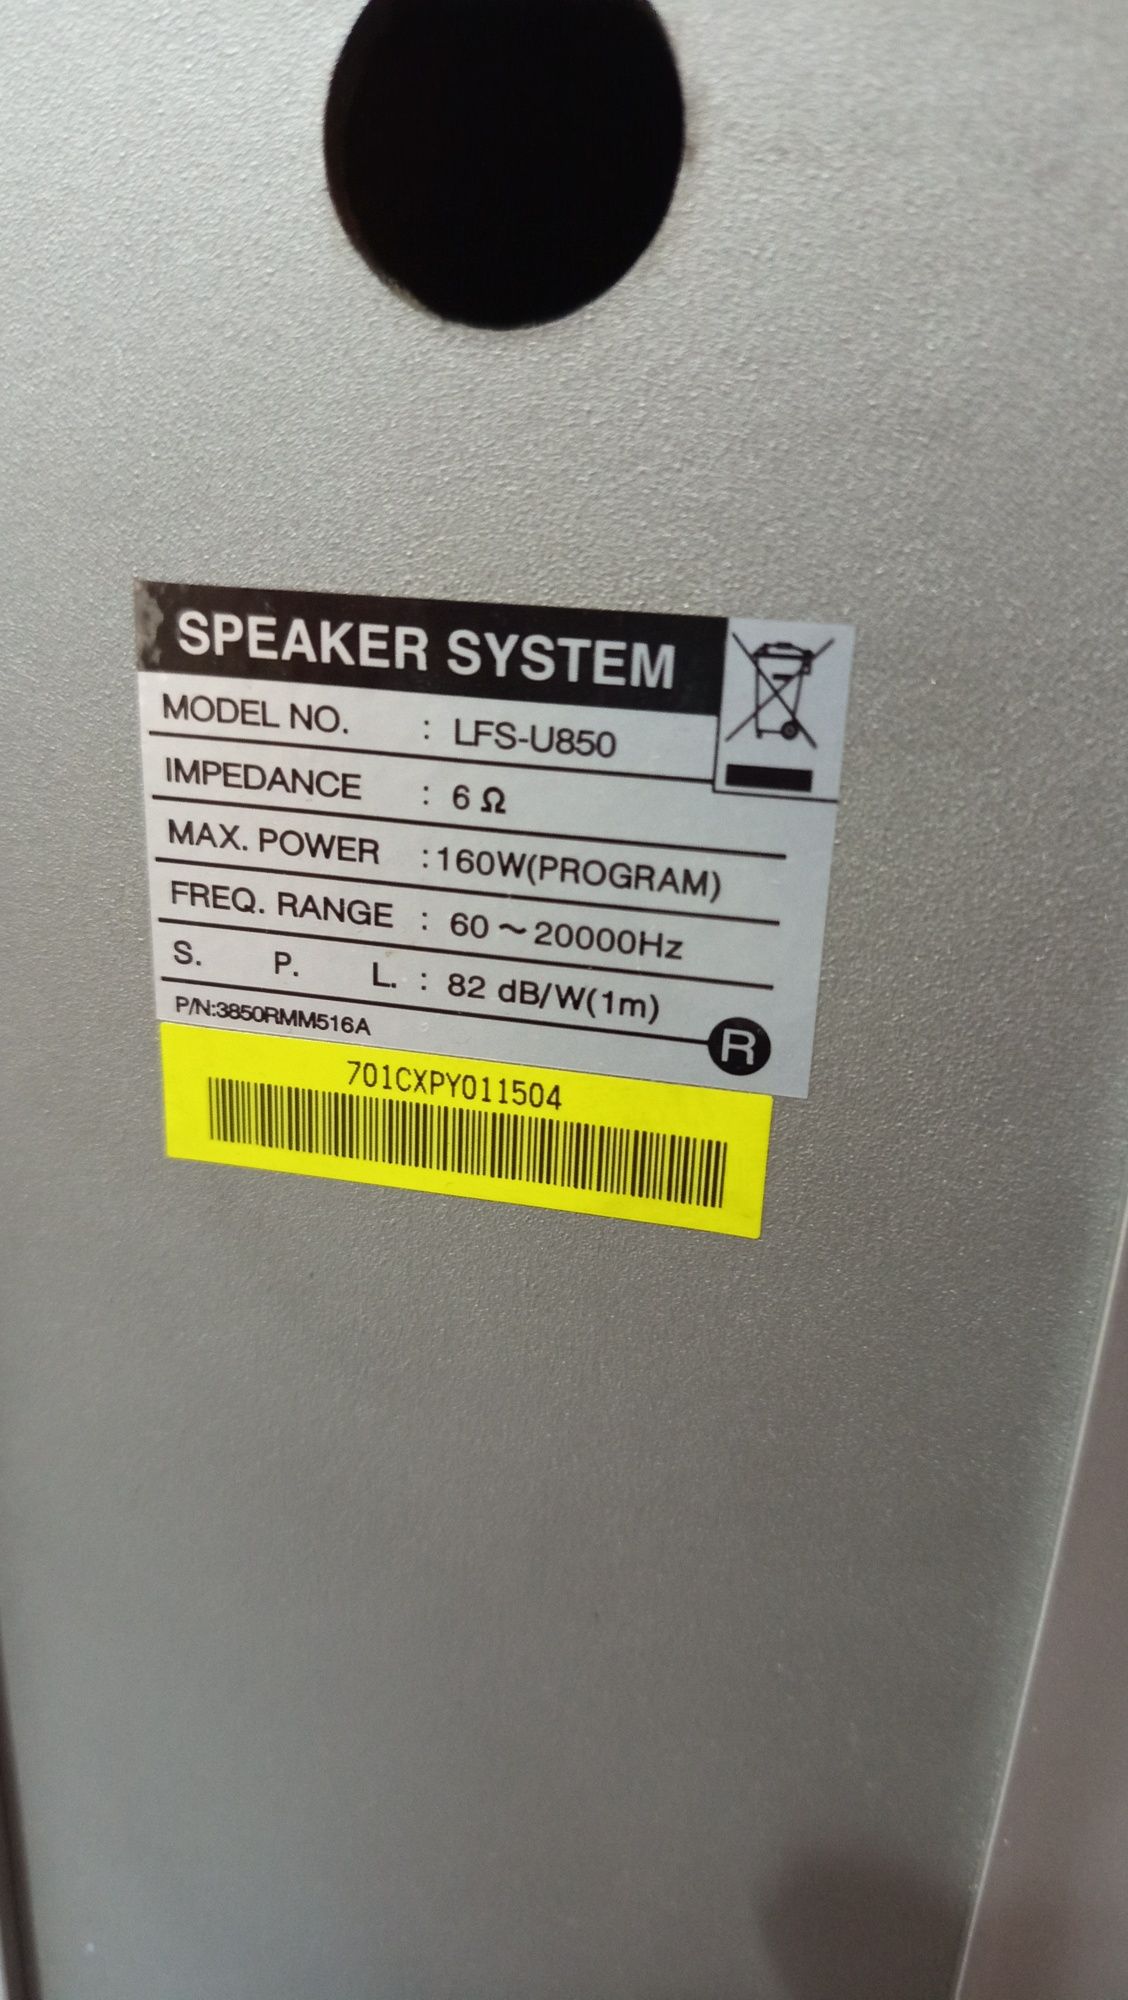 SPEAKER SYSTEM
MODEL NO. : LFS-U850
IMPEDANCE : 6 Ω
MAX. POWER : 160W(PROGRAM)
FREQ. RANGE : 60 ~ 20000Hz
S. P. L. : 82 dB/W(1m)
P/N:3850RMM516A
R
701CXPY011504